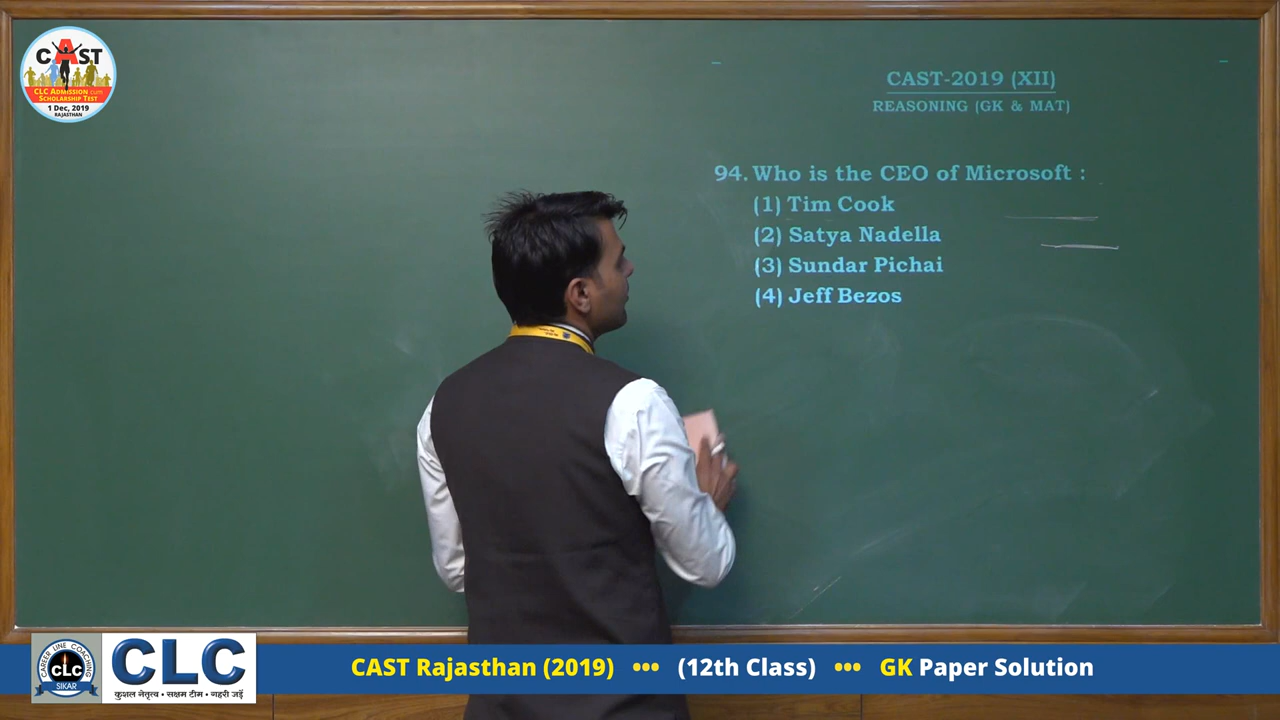 CAST
CLC ADMISSION cum
SCHOLARSHIP TEST
1 Dec, 2019
RAJASTHAN
CAST-2019 (XII)
REASONING (GK & MAT)
94. Who is the CEO of Microsoft :
(1) Tim Cook
(2) Satya Nadella
(3) Sundar Pichai
(4) Jeff Bezos
CAREER LINE COACHING
CLC
SIKAR
CLC
कुशल नेतृत्व • सक्षम टीम • गहरी जड़ें
CAST Rajasthan (2019) ••• (12th Class) ••• GK Paper Solution